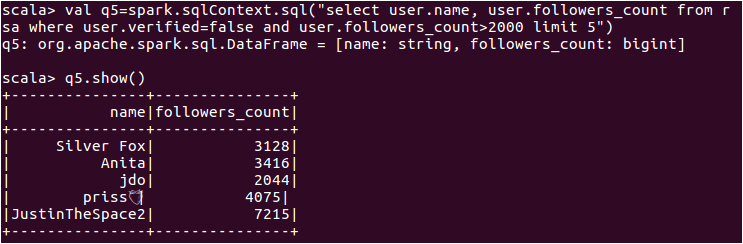 scala> val q5=spark.sqlContext.sql("select user.name, user.followers_count from r
sa where user.verified=false and user.followers_count>2000 limit 5")
q5: org.apache.spark.sql.DataFrame = [name: string, followers_count: bigint]
scala> q5.show()
+---------------+---------------+
|           name|followers_count|
+---------------+---------------+
|     Silver Fox|           3128|
|          Anita|           3416|
|            jdo|           2044|
|         priss🛡|           4075|
|JustinTheSpace2|           7215|
+---------------+---------------+